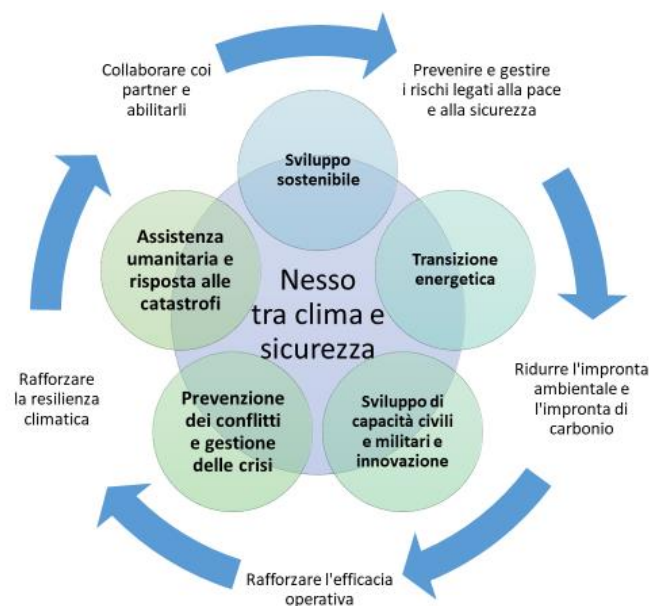 Collaborare coi
partner e
abilitarli
Prevenire e gestire
i rischi legati alla pace
e alla sicurezza
Sviluppo
sostenibile
Assistenza
umanitaria e
risposta alle
catastrofi
Transizione
energetica
Nesso
tra clima e
sicurezza
Rafforzare
la resilienza
climatica
Ridurre l'impronta
ambientale e
l'impronta di
carbonio
Prevenzione
dei conflitti
e gestione
delle crisi
Sviluppo di
capacità civili
e militari e
innovazione
Rafforzare l'efficacia
operativa